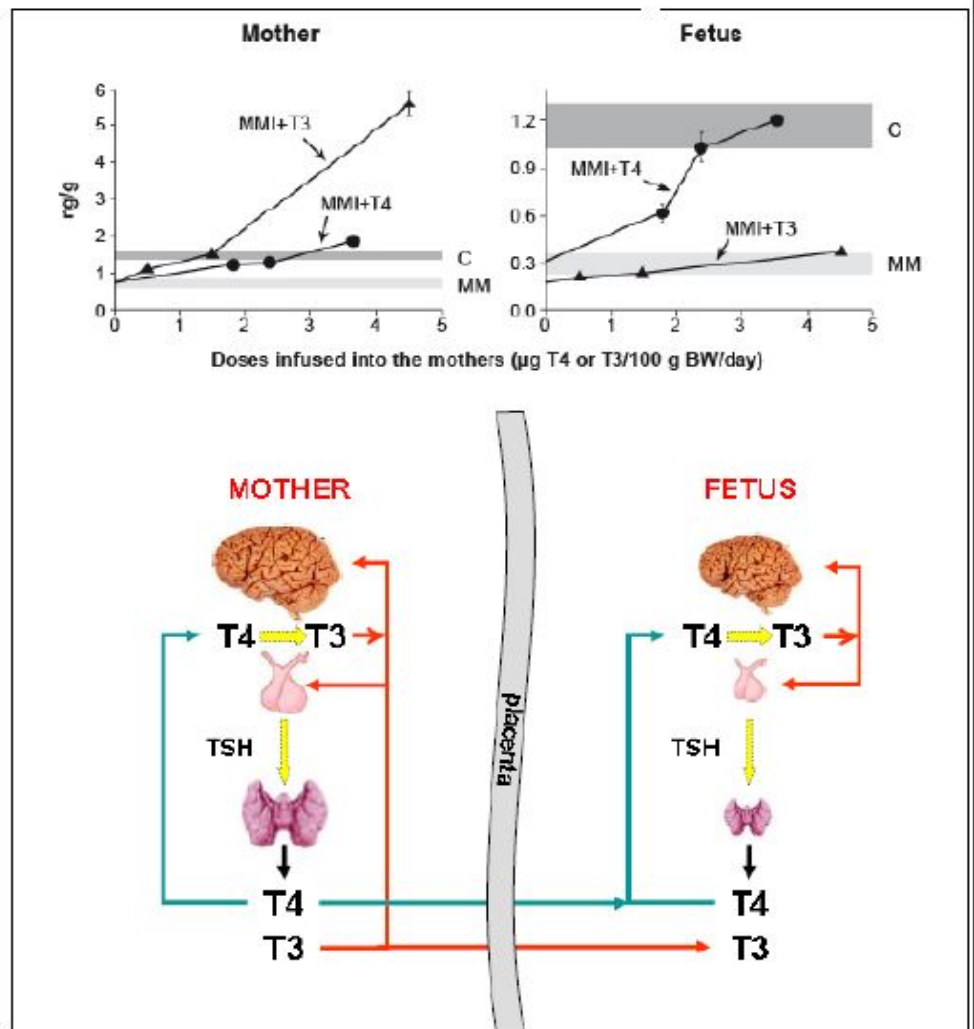 Mother Fetus
6
5
4
3
2
1
0
ng/g
MMI+T3
MMI+T4
C
MM
0 1 2 3 4 5
1.2
0.9
0.6
0.3
0.0
MMI+T4
MMI+T3
C
MM
0 1 2 3 4 5
Doses infused into the mothers (µg T4 or T3/100 g BW/day)
MOTHER FETUS
T4 T3 T4 T3
placenta
TSH TSH
T4 T4
T3 T3